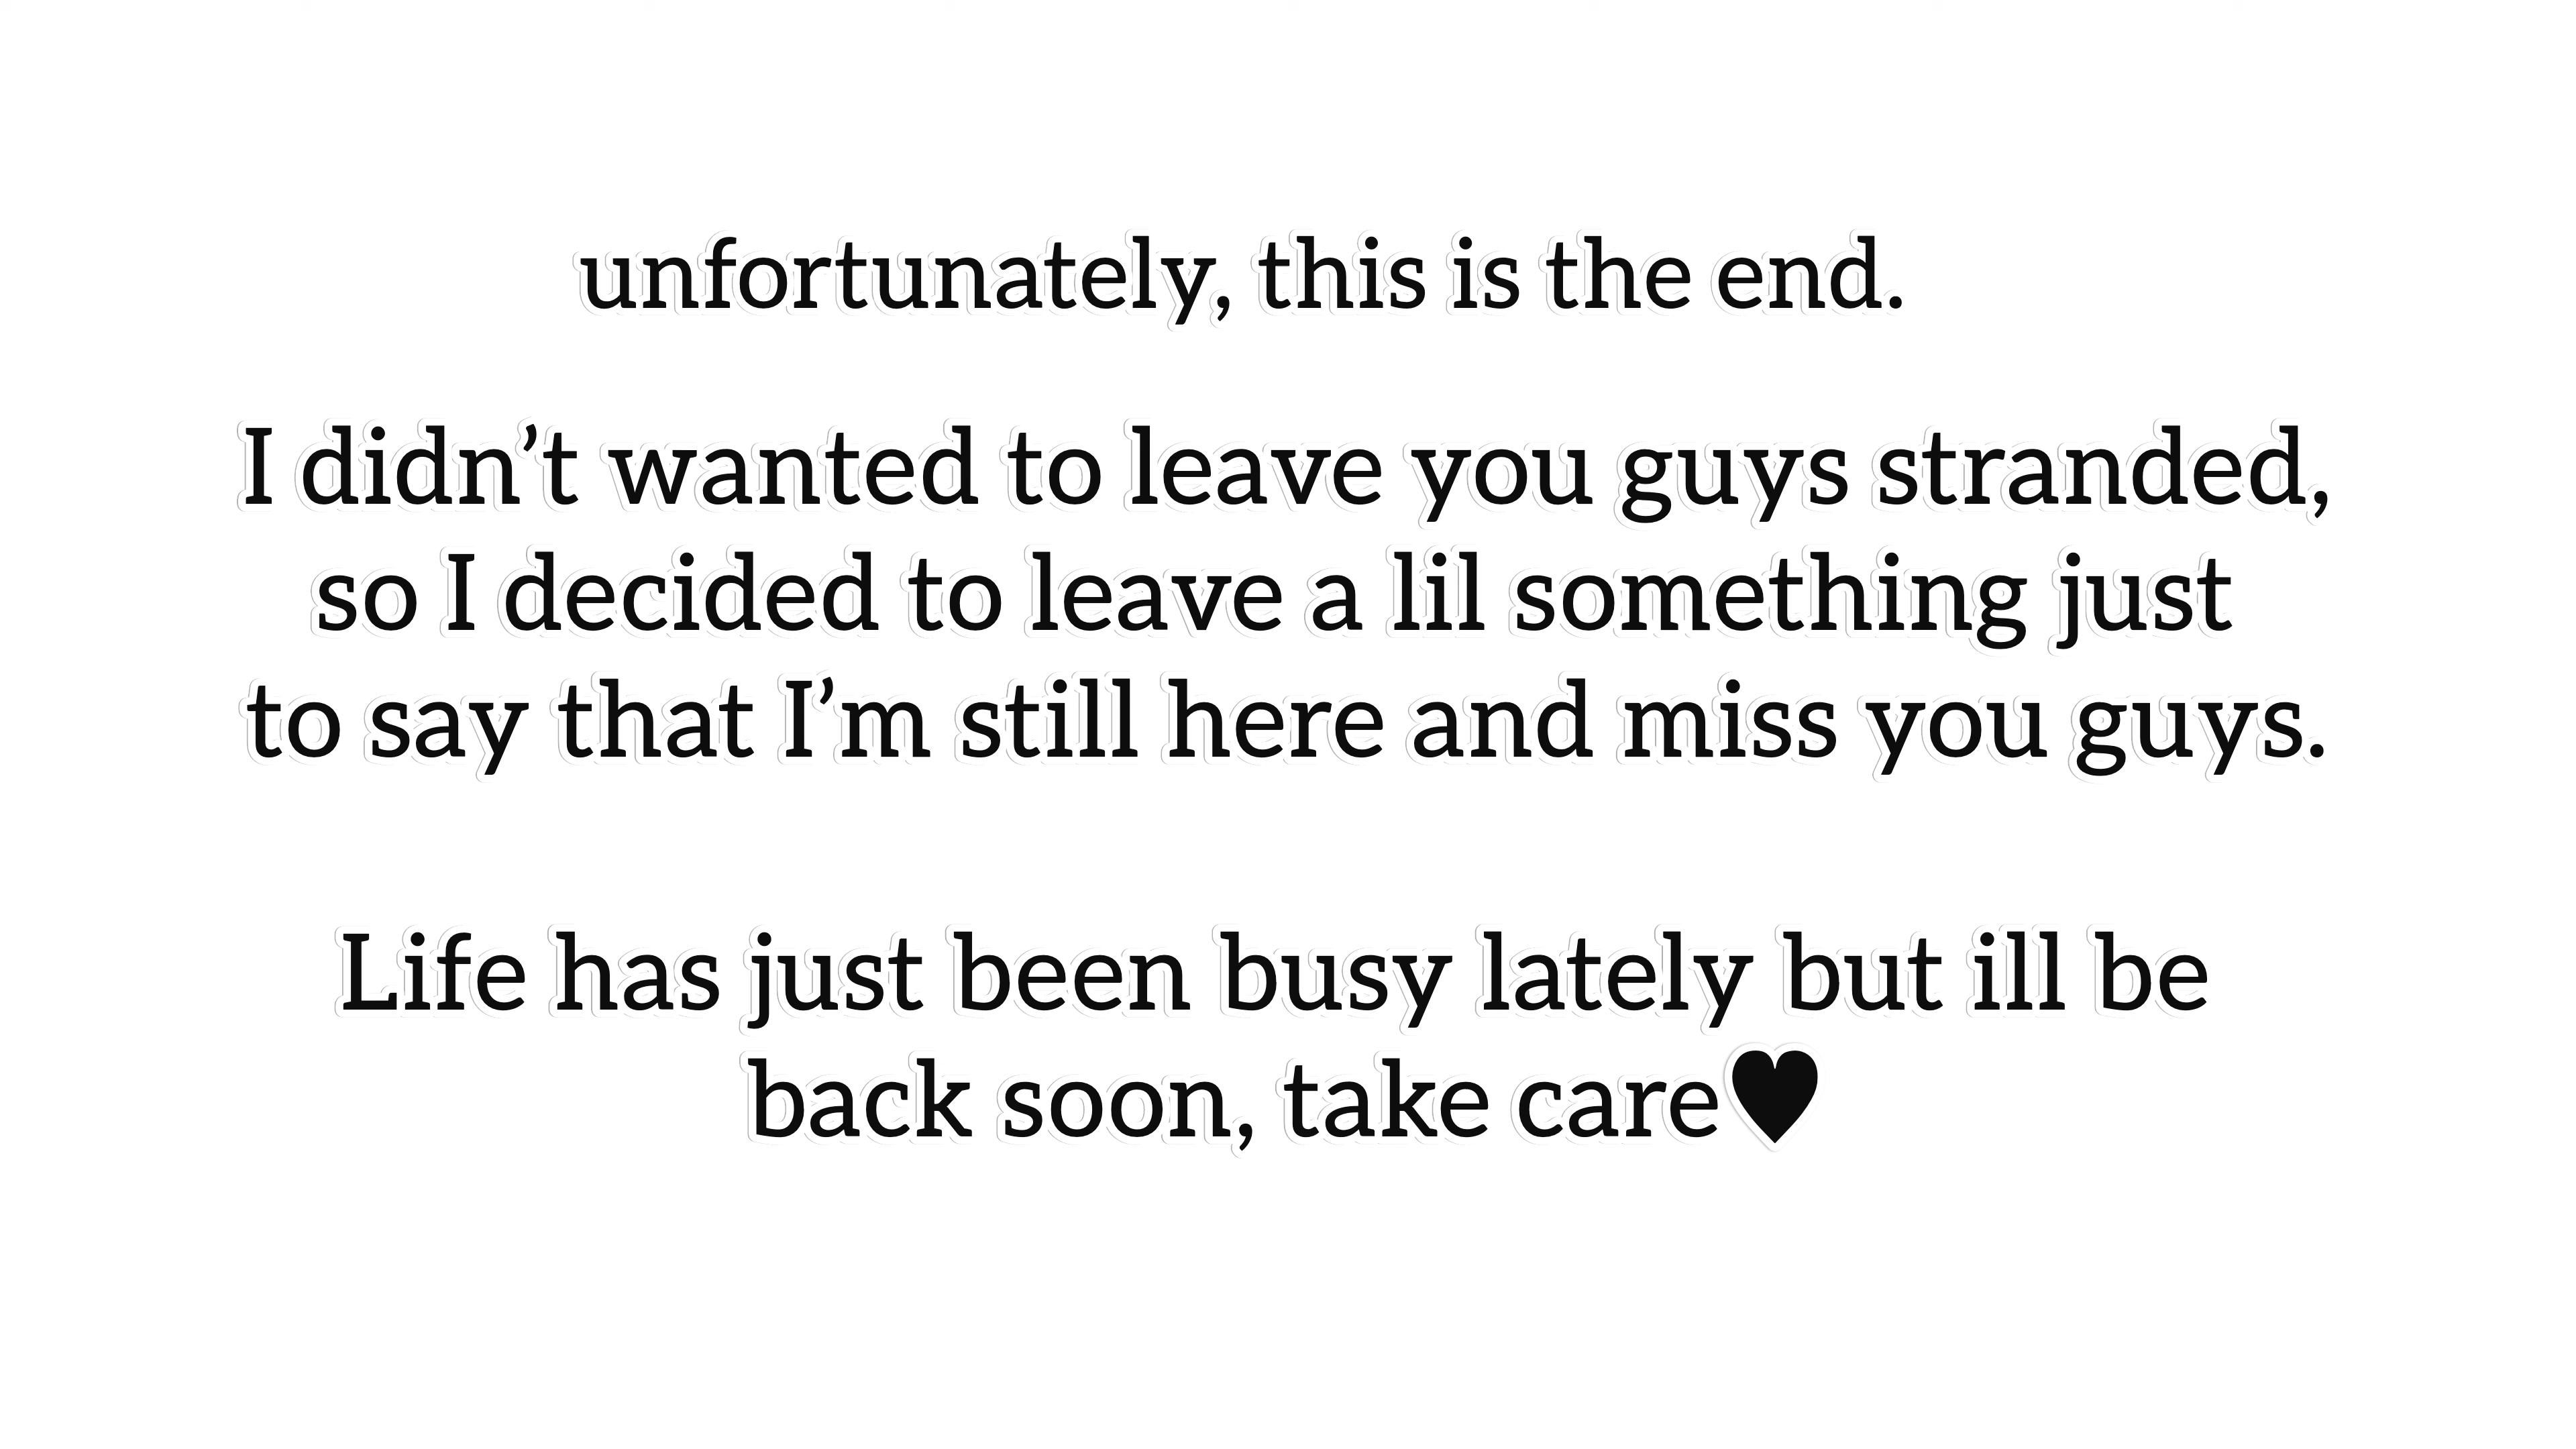 unfortunately, this is the end.
I didn’t wanted to leave you guys stranded,
so I decided to leave a lil something just
to say that I’m still here and miss you guys.
Life has just been busy lately but ill be
back soon, take care♥